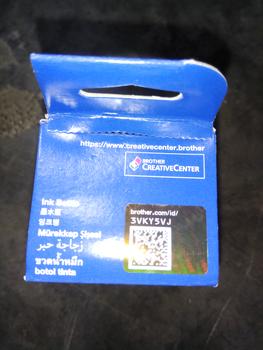 https://www.creativecenter.brother
BROTHER
CREATIVECENTER
brother.com/id/
3VKY5VJ
Ink Bottle
墨水瓶
잉크병
Mürekkep Şişesi
زجاجة حبر
ขวดน้ำหมึก
botol tinta